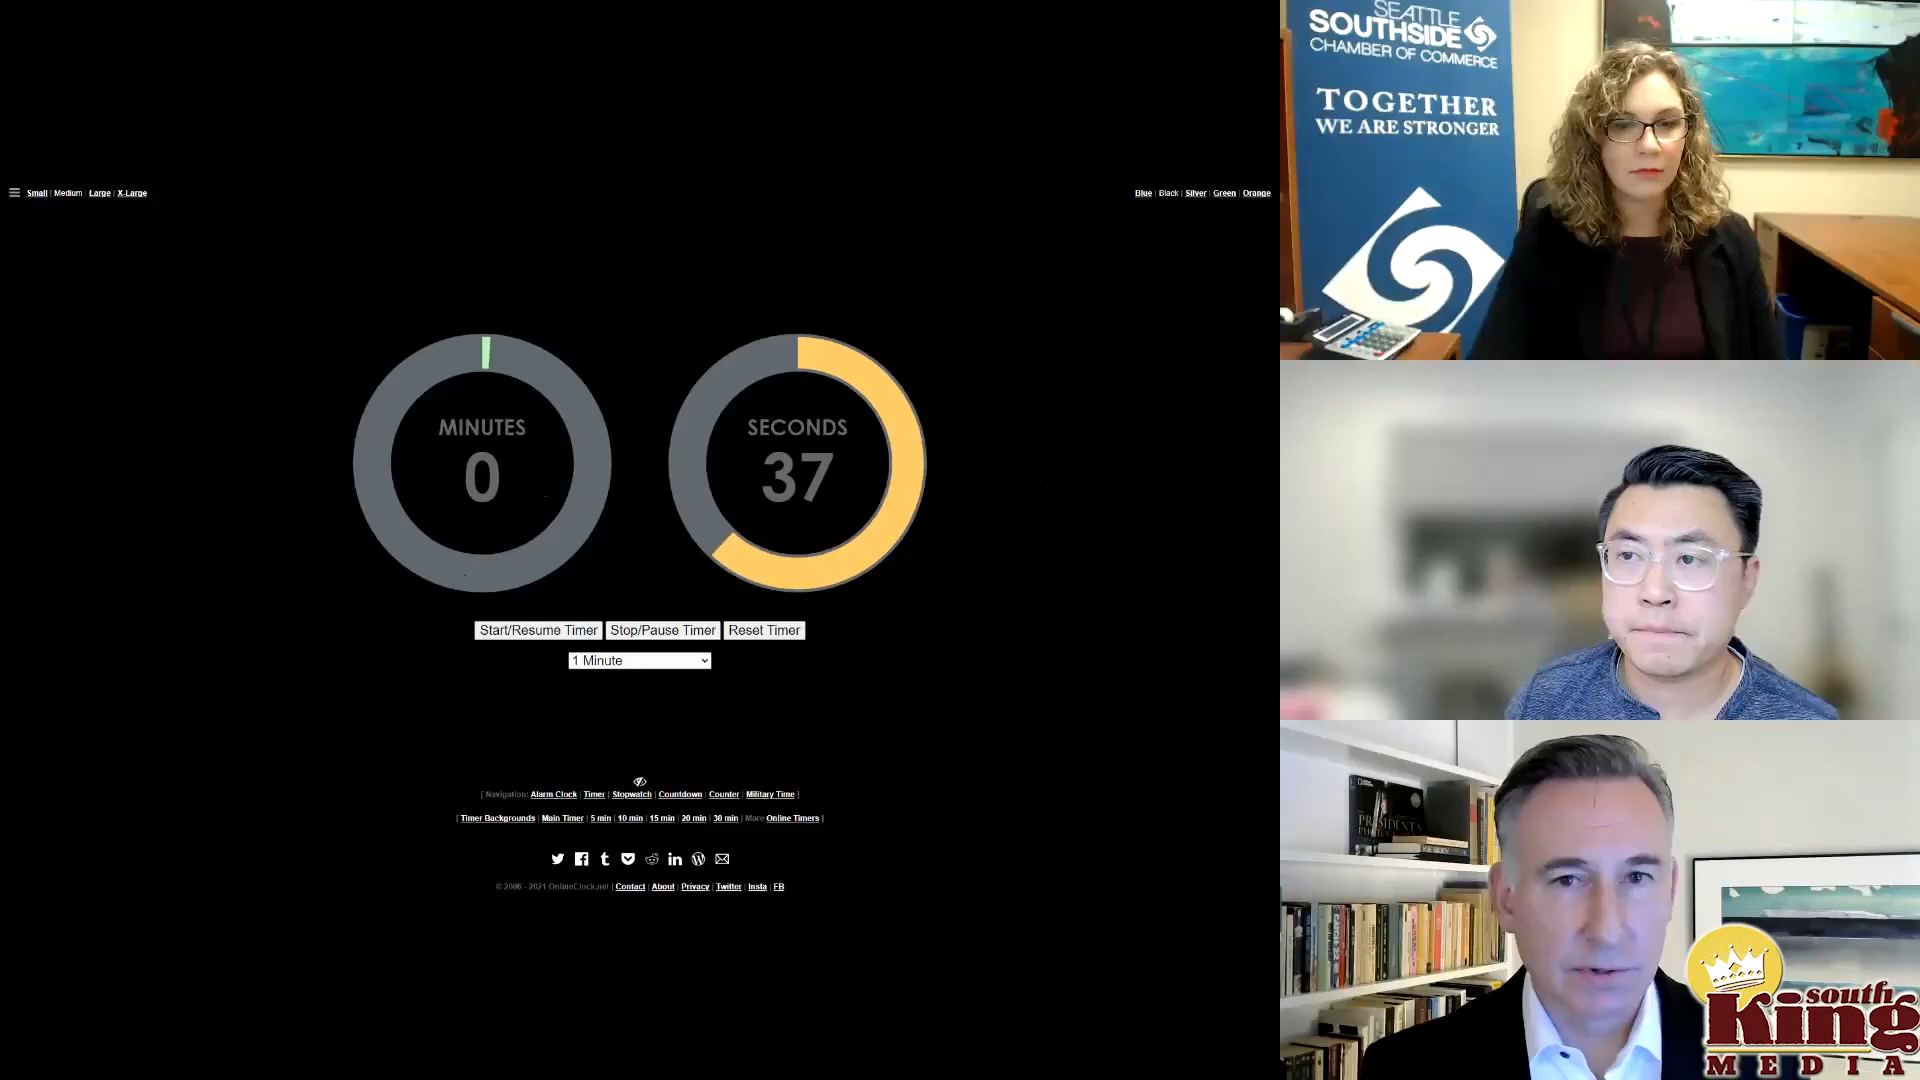 Small | Medium | Large | X-Large
Blue | Black | Silver | Green | Orange
MINUTES
0
SECONDS
37
Start/Resume Timer
Stop/Pause Timer
Reset Timer
1 Minute
[ Navigation: Alarm Clock | Timer | Stopwatch | Countdown | Counter | Military Time ]
[ Timer Backgrounds | Main Timer | 5 min | 10 min | 15 min | 20 min | 30 min | More Online Timers ]
© 2006 - 2021 OnlineClock.net | Contact | About | Privacy | Twitter | Insta | FB
SEATTLE
SOUTHSIDE
CHAMBER OF COMMERCE
TOGETHER
WE ARE STRONGER
south
King
MEDIA